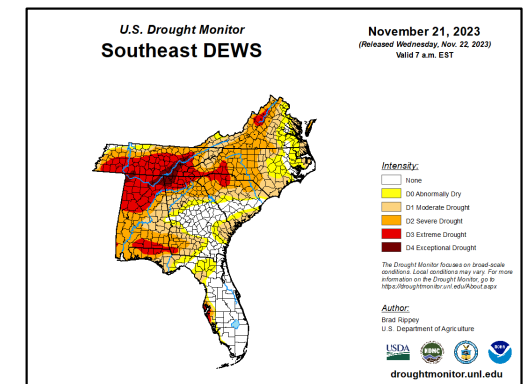 U.S. Drought Monitor
Southeast DEWS
November 21, 2023
(Released Wednesday, Nov. 22, 2023)
Valid 7 a.m. EST
Intensity:
None
D0 Abnormally Dry
D1 Moderate Drought
D2 Severe Drought
D3 Extreme Drought
D4 Exceptional Drought
The Drought Monitor focuses on broad-scale
conditions. Local conditions may vary. For more
information on the Drought Monitor, go to
https://droughtmonitor.unl.edu/About.aspx
Author:
Brad Rippey
U.S. Department of Agriculture
USDA
NDMC
droughtmonitor.unl.edu